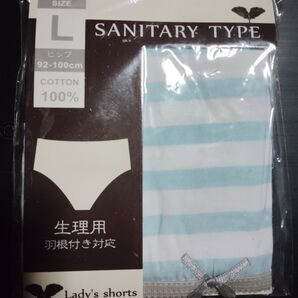 SIZE
L
ヒップ
92-100cm
COTTON
100%
SANITARY TYPE
生理用
羽根付き対応
Lady's shorts